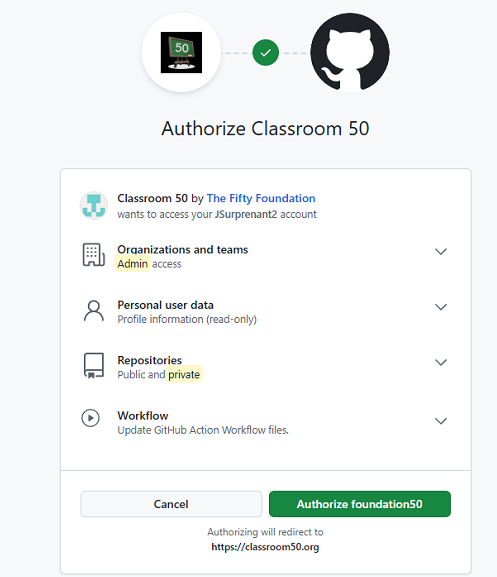 50
Authorize Classroom 50
Classroom 50 by The Fifty Foundation
wants to access your JSurprenant2 account
Organizations and teams
Admin access
Personal user data
Profile information (read-only)
Repositories
Public and private
Workflow
Update GitHub Action Workflow files.
Cancel
Authorize foundation50
Authorizing will redirect to
https://classroom50.org